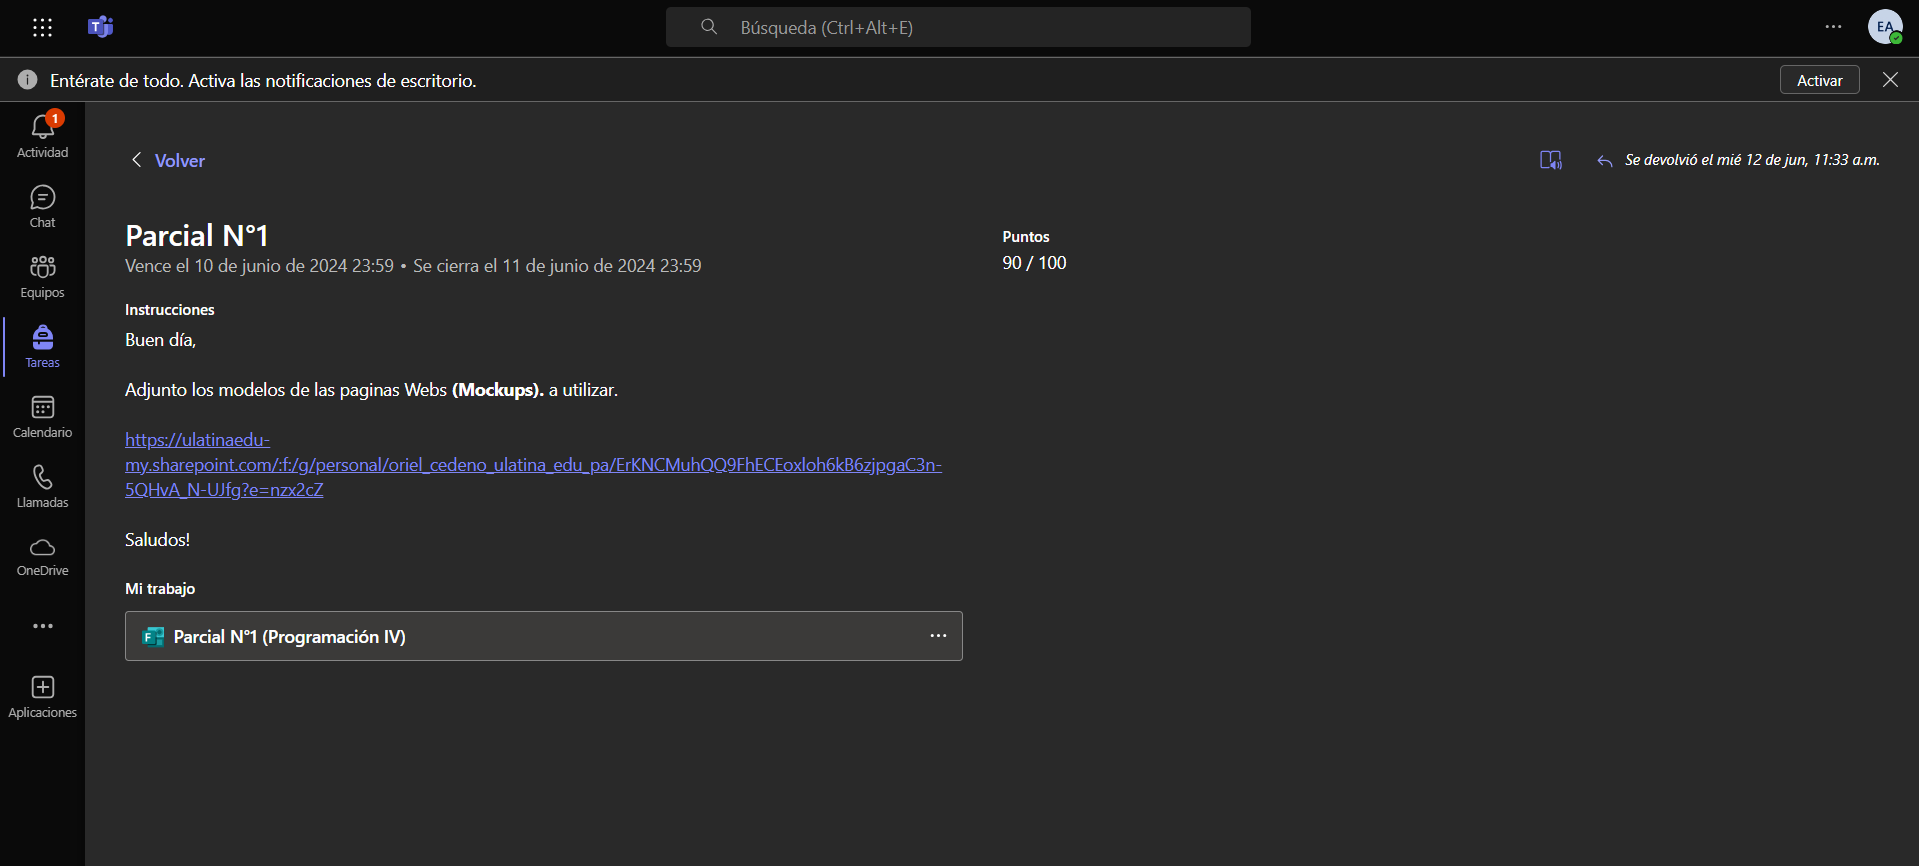 Búsqueda (Ctrl+Alt+E)
EA
Entérate de todo. Activa las notificaciones de escritorio.
Activar
1
Actividad
Chat
Equipos
Tareas
Calendario
Llamadas
OneDrive
Aplicaciones
Volver
Se devolvió el mié 12 de jun, 11:33 a.m.
Parcial N°1
Vence el 10 de junio de 2024 23:59 • Se cierra el 11 de junio de 2024 23:59
Puntos
90 / 100
Instrucciones
Buen día,
Adjunto los modelos de las paginas Webs (Mockups). a utilizar.
https://ulatinaedu-
my.sharepoint.com/:f:/g/personal/oriel_cedeno_ulatina_edu_pa/ErKNCMuhQQ9FhECEoxloh6kB6zjpgaC3n-
5QHvA_N-UJfg?e=nzx2cZ
Saludos!
Mi trabajo
Parcial N°1 (Programación IV)